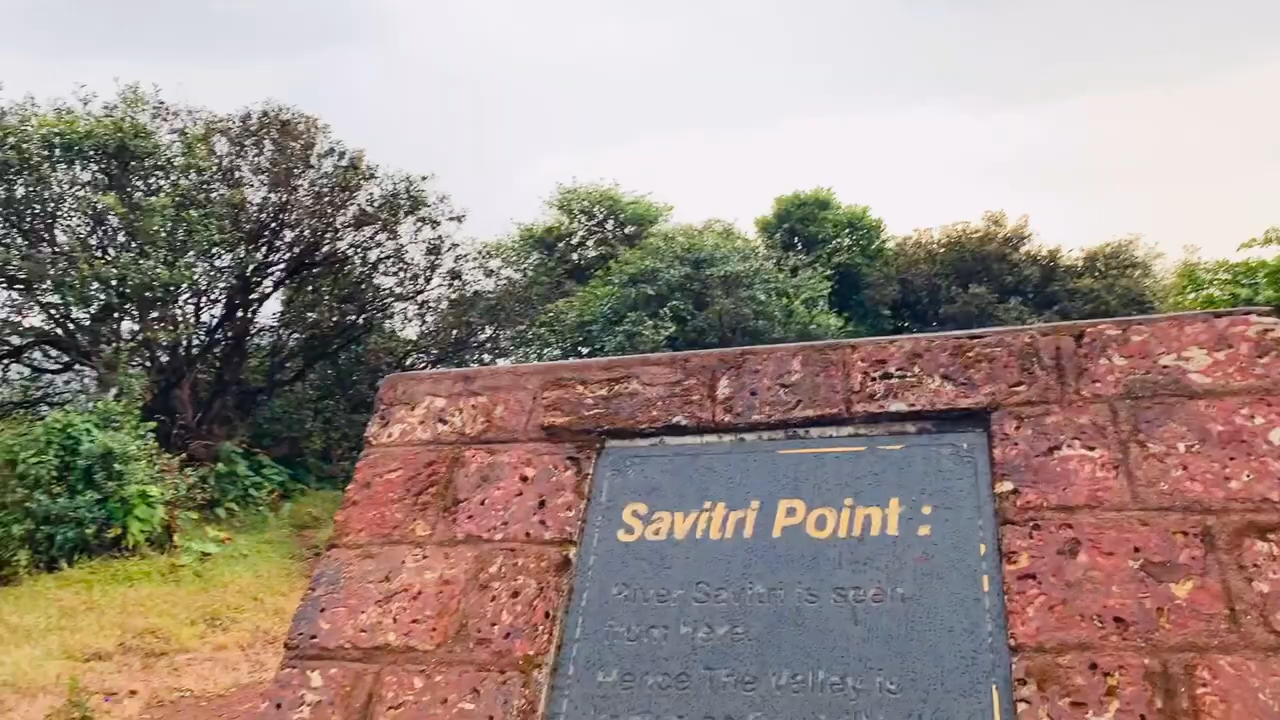 Savitri Point :
River Savitri is seen
from here.
Hence The Valley is